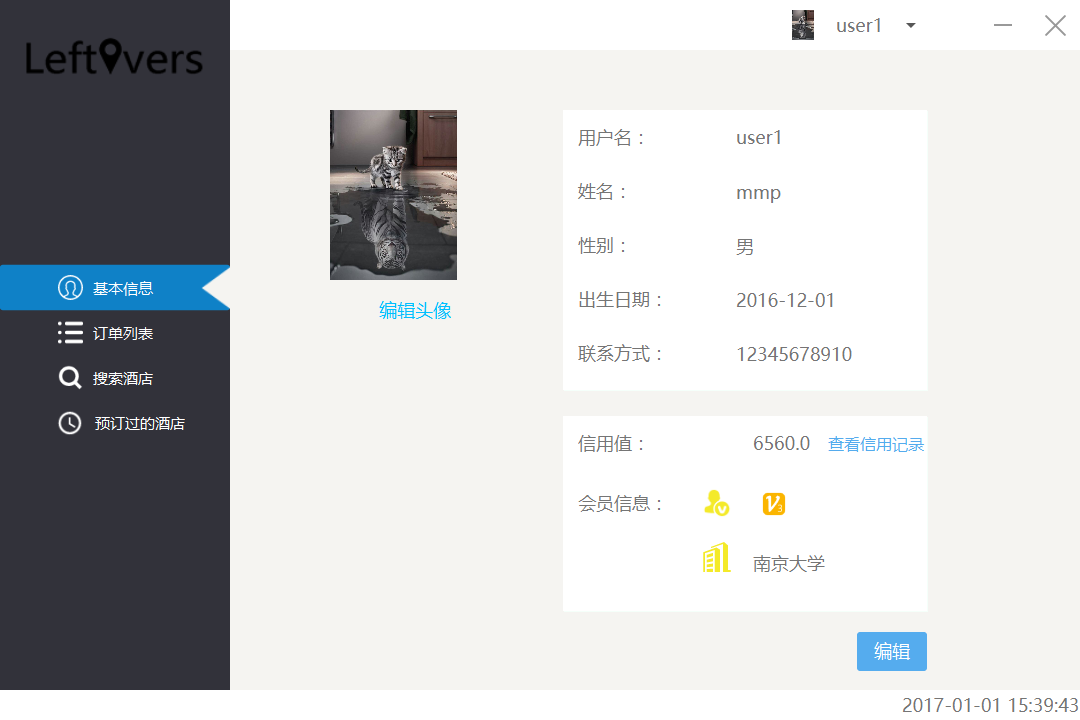 Leftovers
user1
基本信息
订单列表
搜索酒店
预订过的酒店
编辑头像
用户名： user1
姓名： mmp
性别： 男
出生日期： 2016-12-01
联系方式： 12345678910
信用值： 6560.0 查看信用记录
会员信息： V3
南京大学
编辑
2017-01-01 15:39:43